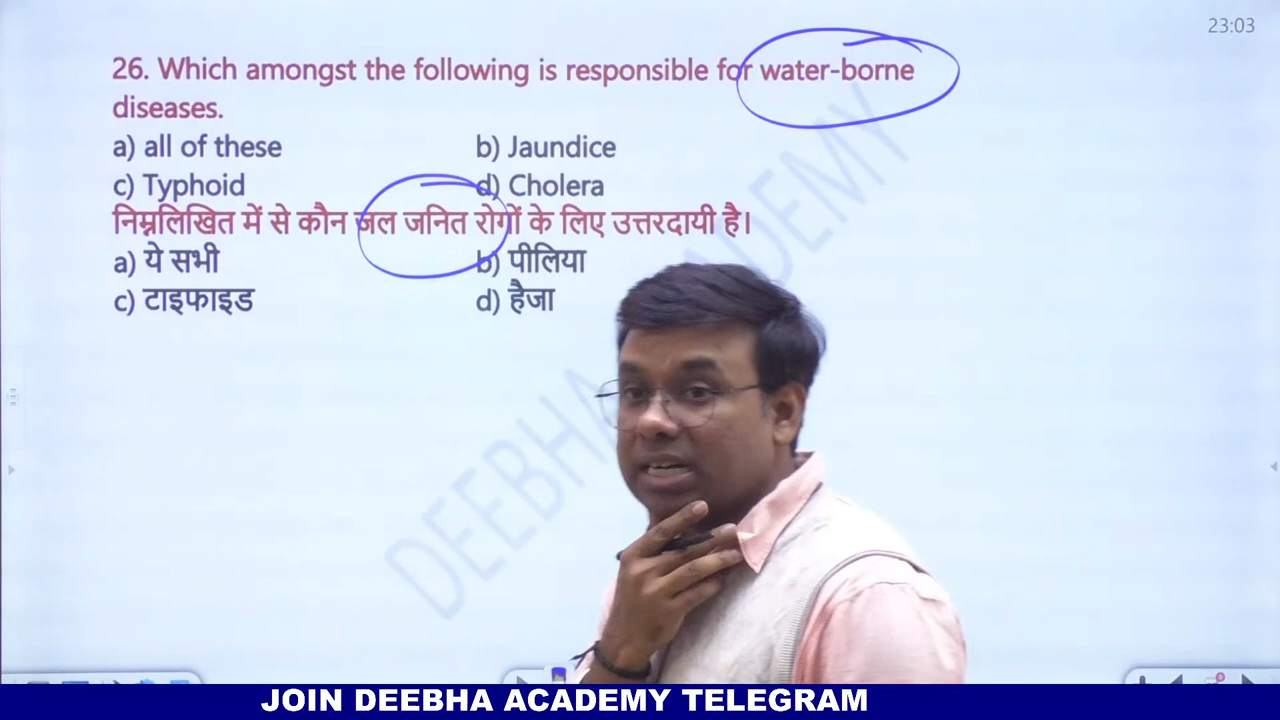 23:03
26. Which amongst the following is responsible for water-borne
diseases.
a) all of these b) Jaundice
c) Typhoid d) Cholera
निम्नलिखित में से कौन जल जनित रोगों के लिए उत्तरदायी है।
a) ये सभी b) पीलिया
c) टाइफाइड d) हैजा
DEEBHA ACADEMY
JOIN DEEBHA ACADEMY TELEGRAM